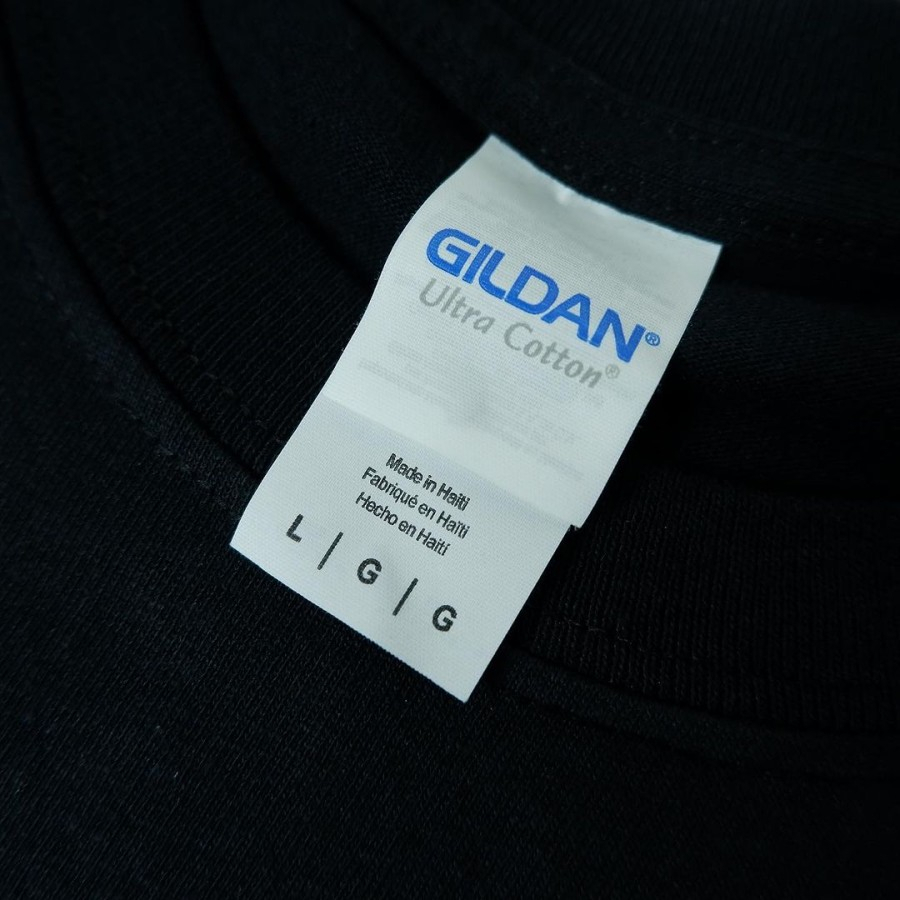 GILDAN®
Ultra Cotton®
Made in Haiti
Fabriqué en Haïti
Hecho en Haití
L | G | G